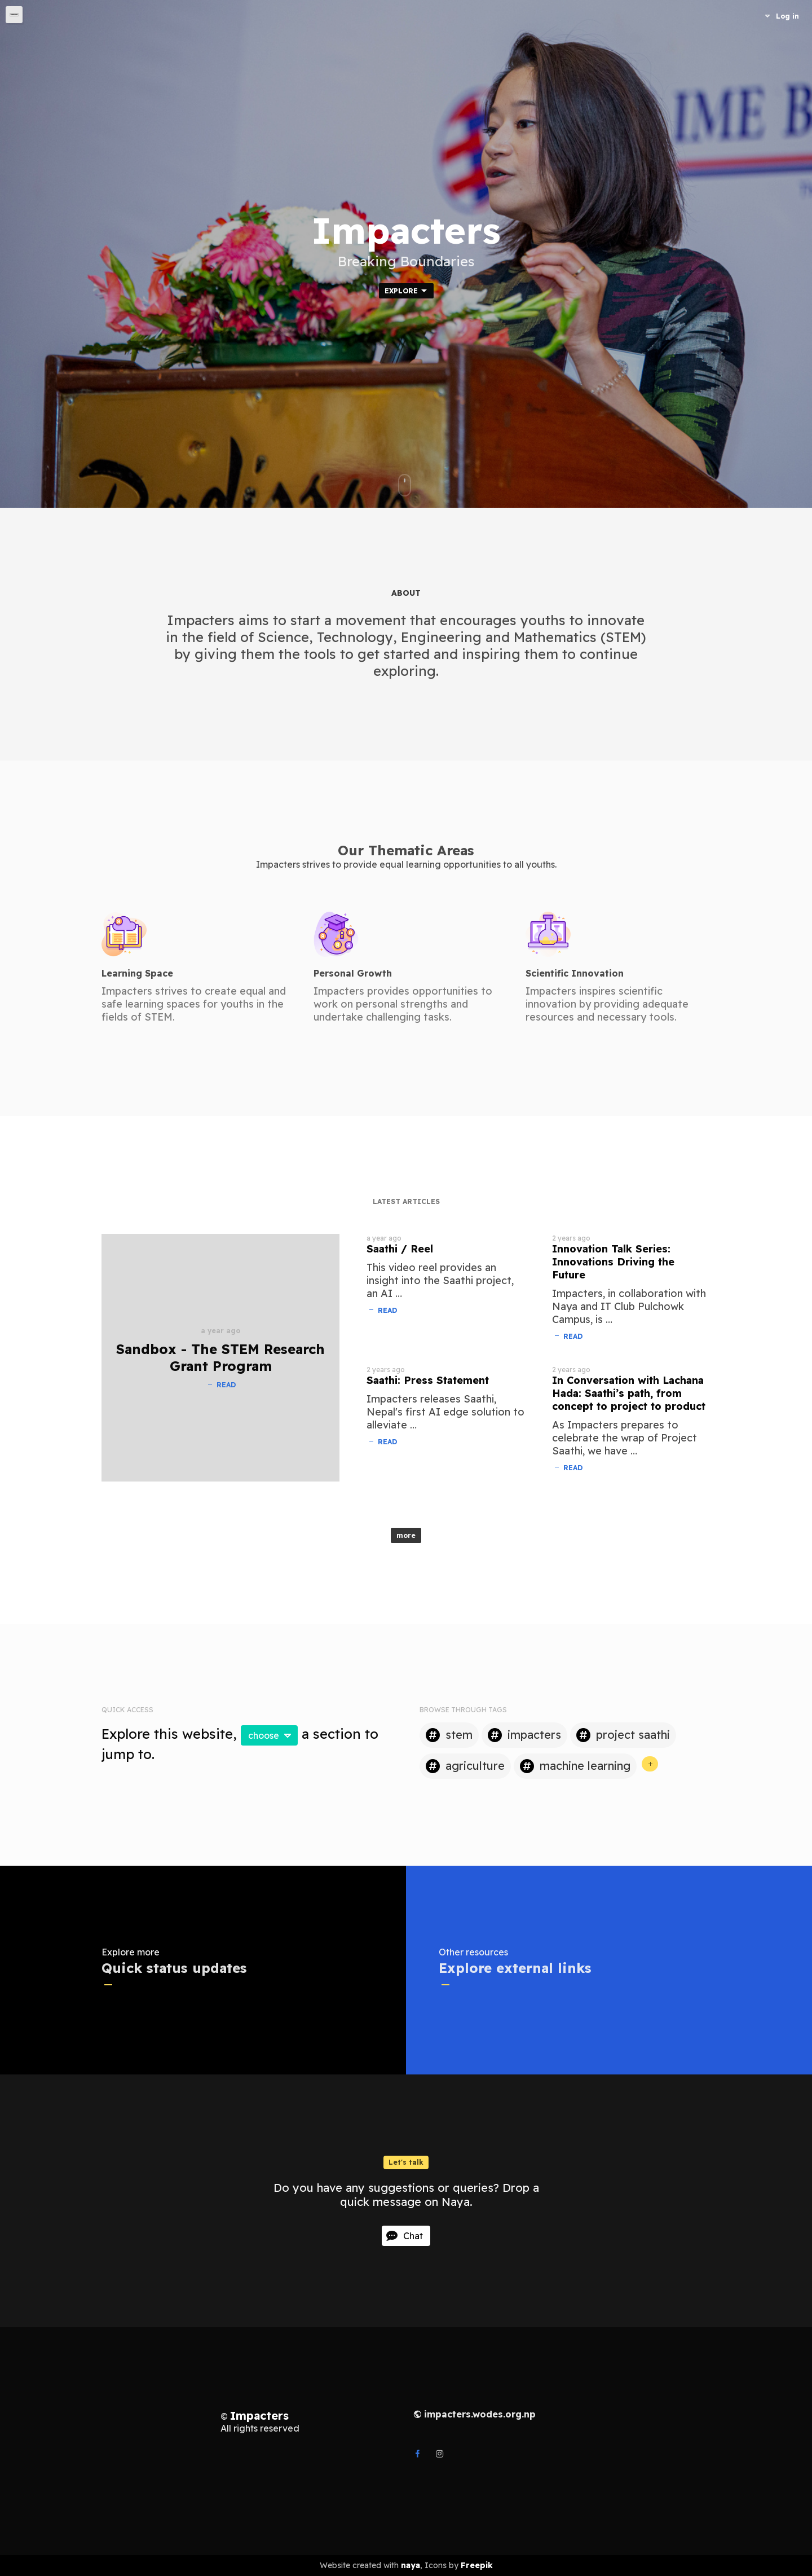 Log in
IME B
Impacters
Breaking Boundaries
EXPLORE
Radisson
ABOUT
Impacters aims to start a movement that encourages youths to innovate
in the field of Science, Technology, Engineering and Mathematics (STEM)
by giving them the tools to get started and inspiring them to continue
exploring.
Our Thematic Areas
Impacters strives to provide equal learning opportunities to all youths.
Learning Space
Impacters strives to create equal and
safe learning spaces for youths in the
fields of STEM.
Personal Growth
Impacters provides opportunities to
work on personal strengths and
undertake challenging tasks.
Scientific Innovation
Impacters inspires scientific
innovation by providing adequate
resources and necessary tools.
LATEST ARTICLES
a year ago
Sandbox - The STEM Research
Grant Program
READ
a year ago
Saathi / Reel
This video reel provides an
insight into the Saathi project,
an AI ...
READ
2 years ago
Innovation Talk Series:
Innovations Driving the
Future
Impacters, in collaboration with
Naya and IT Club Pulchowk
Campus, is ...
READ
2 years ago
Saathi: Press Statement
Impacters releases Saathi,
Nepal's first AI edge solution to
alleviate ...
READ
2 years ago
In Conversation with Lachana
Hada: Saathi’s path, from
concept to project to product
As Impacters prepares to
celebrate the wrap of Project
Saathi, we have ...
READ
more
QUICK ACCESS
Explore this website, choose a section to
jump to.
BROWSE THROUGH TAGS
# stem # impacters # project saathi
# agriculture # machine learning +
Explore more
Quick status updates
Other resources
Explore external links
Let's talk
Do you have any suggestions or queries? Drop a
quick message on Naya.
Chat
© Impacters
All rights reserved
impacters.wodes.org.np
Website created with naya, Icons by Freepik